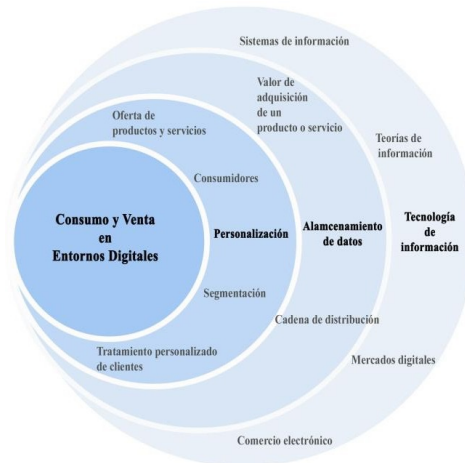 Sistemas de información
Valor de
adquisición
de un
producto o servicio
Oferta de
productos y servicios
Teorías de
información
Consumidores
Consumo y Venta
en
Entornos Digitales
Personalización
Alamcenamiento
de datos
Tecnología
de
información
Segmentación
Cadena de distribución
Tratamiento personalizado
de clientes
Mercados digitales
Comercio electrónico